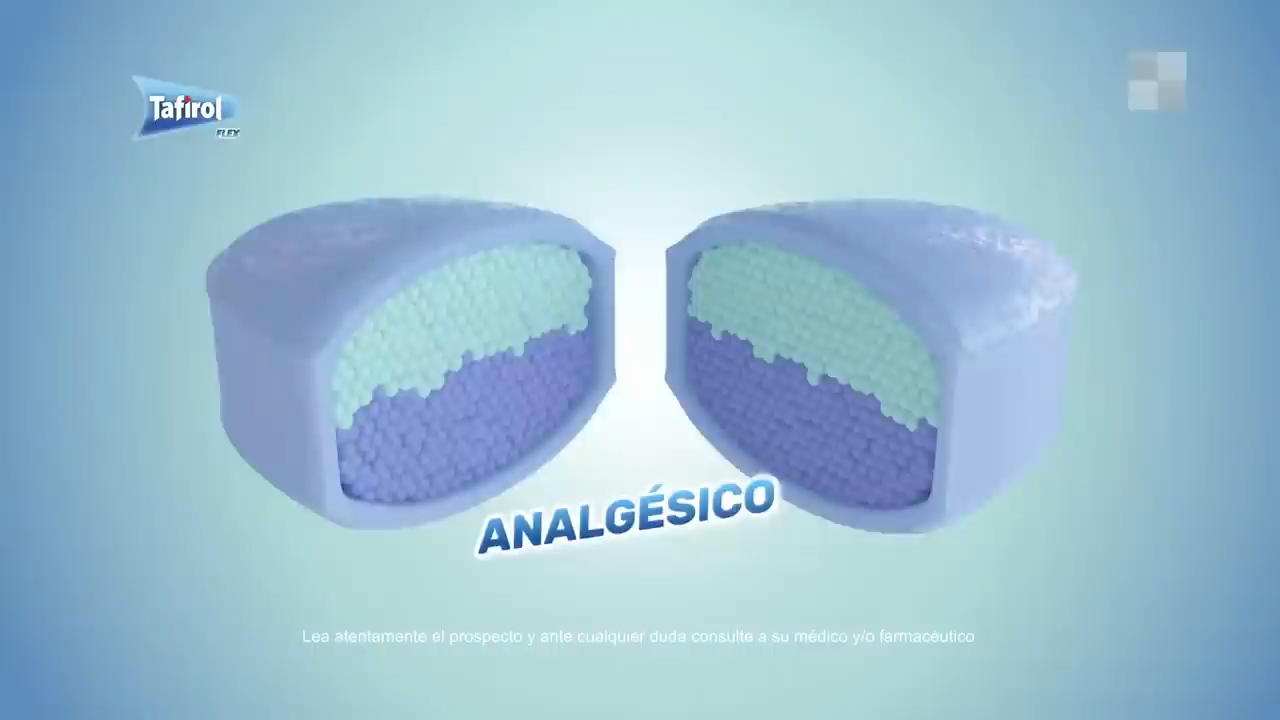 Tafirol
FLEX
ANALGÉSICO
Lea atentamente el prospecto y ante cualquier duda consulte a su médico y/o farmacéutico